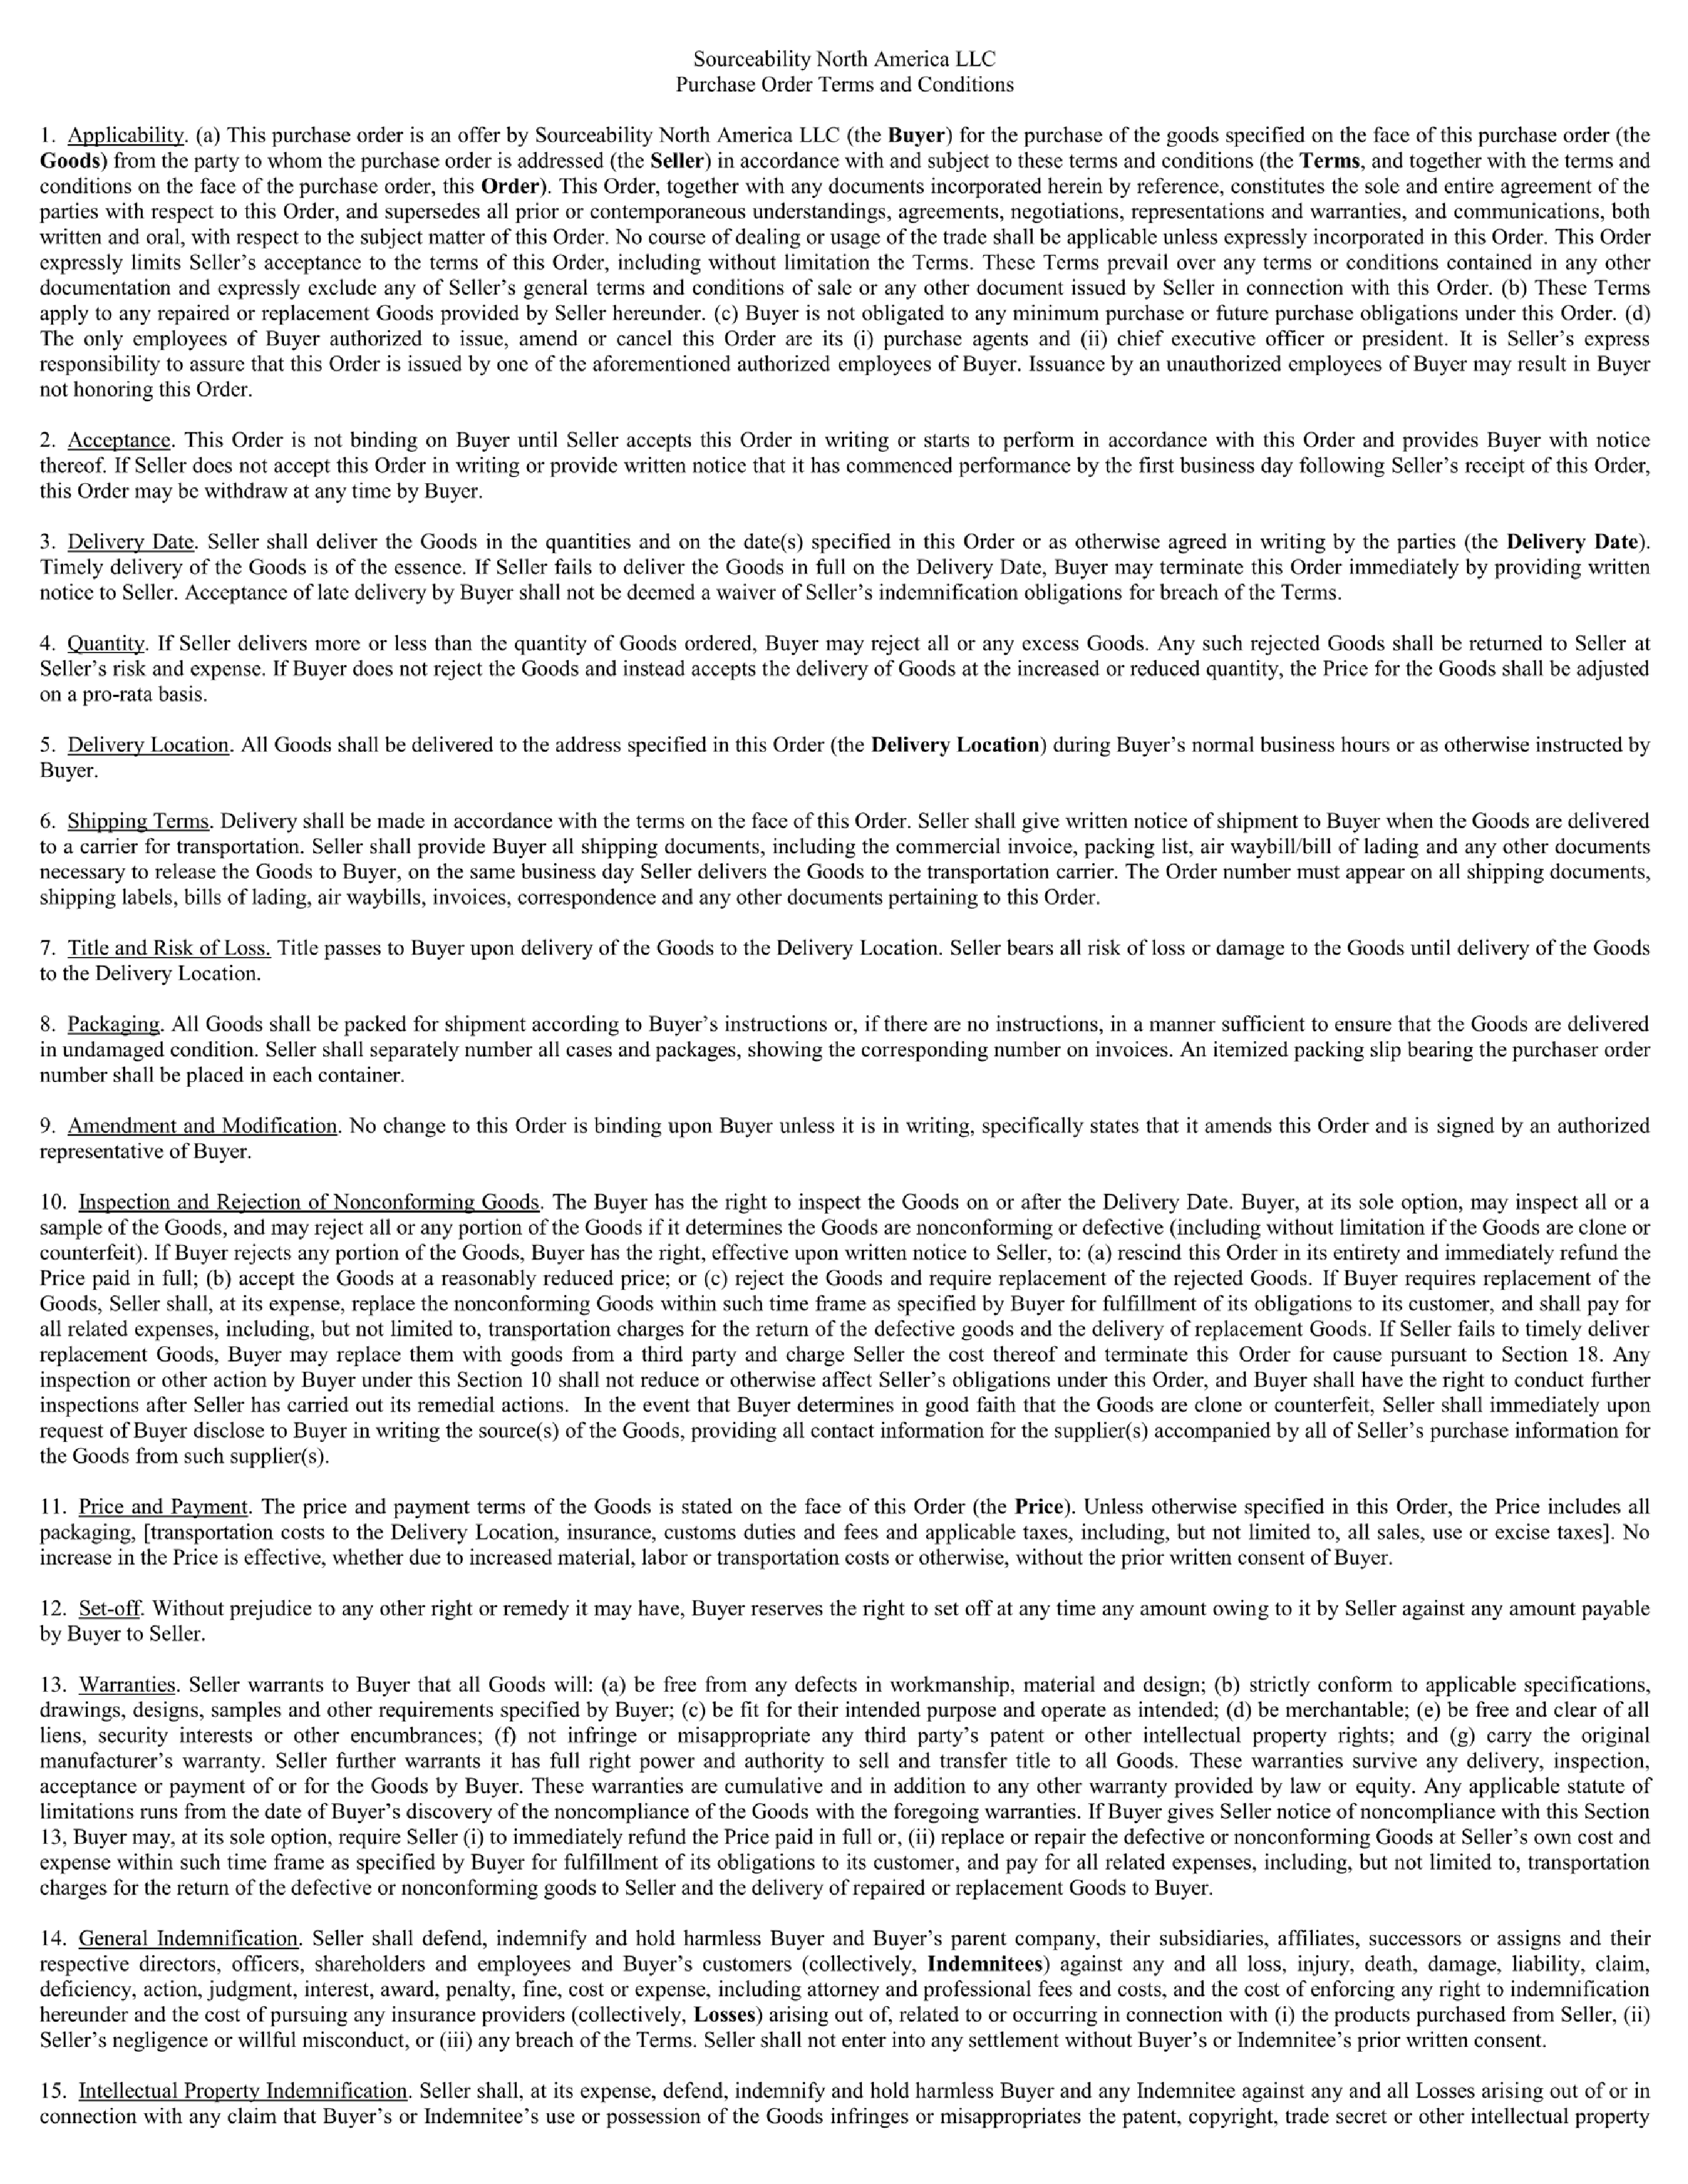 Sourceability North America LLC
Purchase Order Terms and Conditions
1. Applicability. (a) This purchase order is an offer by Sourceability North America LLC (the Buyer) for the purchase of the goods specified on the face of this purchase order (the
Goods) from the party to whom the purchase order is addressed (the Seller) in accordance with and subject to these terms and conditions (the Terms, and together with the terms and
conditions on the face of the purchase order, this Order). This Order, together with any documents incorporated herein by reference, constitutes the sole and entire agreement of the
parties with respect to this Order, and supersedes all prior or contemporaneous understandings, agreements, negotiations, representations and warranties, and communications, both
written and oral, with respect to the subject matter of this Order. No course of dealing or usage of the trade shall be applicable unless expressly incorporated in this Order. This Order
expressly limits Seller's acceptance to the terms of this Order, including without limitation the Terms. These Terms prevail over any terms or conditions contained in any other
documentation and expressly exclude any of Seller's general terms and conditions of sale or any other document issued by Seller in connection with this Order. (b) These Terms
apply to any repaired or replacement Goods provided by Seller hereunder. (c) Buyer is not obligated to any minimum purchase or future purchase obligations under this Order. (d)
The only employees of Buyer authorized to issue, amend or cancel this Order are its (i) purchase agents and (ii) chief executive officer or president. It is Seller's express
responsibility to assure that this Order is issued by one of the aforementioned authorized employees of Buyer. Issuance by an unauthorized employees of Buyer may result in Buyer
not honoring this Order.
2. Acceptance. This Order is not binding on Buyer until Seller accepts this Order in writing or starts to perform in accordance with this Order and provides Buyer with notice
thereof. If Seller does not accept this Order in writing or provide written notice that it has commenced performance by the first business day following Seller's receipt of this Order,
this Order may be withdraw at any time by Buyer.
3. Delivery Date. Seller shall deliver the Goods in the quantities and on the date(s) specified in this Order or as otherwise agreed in writing by the parties (the Delivery Date).
Timely delivery of the Goods is of the essence. If Seller fails to deliver the Goods in full on the Delivery Date, Buyer may terminate this Order immediately by providing written
notice to Seller. Acceptance of late delivery by Buyer shall not be deemed a waiver of Seller's indemnification obligations for breach of the Terms.
4. Quantity. If Seller delivers more or less than the quantity of Goods ordered, Buyer may reject all or any excess Goods. Any such rejected Goods shall be returned to Seller at
Seller's risk and expense. If Buyer does not reject the Goods and instead accepts the delivery of Goods at the increased or reduced quantity, the Price for the Goods shall be adjusted
on a pro-rata basis.
5. Delivery Location. All Goods shall be delivered to the address specified in this Order (the Delivery Location) during Buyer's normal business hours or as otherwise instructed by
Buyer.
6. Shipping Terms. Delivery shall be made in accordance with the terms on the face of this Order. Seller shall give written notice of shipment to Buyer when the Goods are delivered
to a carrier for transportation. Seller shall provide Buyer all shipping documents, including the commercial invoice, packing list, air waybill/bill of lading and any other documents
necessary to release the Goods to Buyer, on the same business day Seller delivers the Goods to the transportation carrier. The Order number must appear on all shipping documents,
shipping labels, bills of lading, air waybills, invoices, correspondence and any other documents pertaining to this Order.
7. Title and Risk of Loss. Title passes to Buyer upon delivery of the Goods to the Delivery Location. Seller bears all risk of loss or damage to the Goods until delivery of the Goods
to the Delivery Location.
8. Packaging. All Goods shall be packed for shipment according to Buyer's instructions or, if there are no instructions, in a manner sufficient to ensure that the Goods are delivered
in undamaged condition. Seller shall separately number all cases and packages, showing the corresponding number on invoices. An itemized packing slip bearing the purchaser order
number shall be placed in each container.
9. Amendment and Modification. No change to this Order is binding upon Buyer unless it is in writing, specifically states that it amends this Order and is signed by an authorized
representative of Buyer.
10. Inspection and Rejection of Nonconforming Goods. The Buyer has the right to inspect the Goods on or after the Delivery Date. Buyer, at its sole option, may inspect all or a
sample of the Goods, and may reject all or any portion of the Goods if it determines the Goods are nonconforming or defective (including without limitation if the Goods are clone or
counterfeit). If Buyer rejects any portion of the Goods, Buyer has the right, effective upon written notice to Seller, to: (a) rescind this Order in its entirety and immediately refund the
Price paid in full; (b) accept the Goods at a reasonably reduced price; or (c) reject the Goods and require replacement of the rejected Goods. If Buyer requires replacement of the
Goods, Seller shall, at its expense, replace the nonconforming Goods within such time frame as specified by Buyer for fulfillment of its obligations to its customer, and shall pay for
all related expenses, including, but not limited to, transportation charges for the return of the defective goods and the delivery of replacement Goods. If Seller fails to timely deliver
replacement Goods, Buyer may replace them with goods from a third party and charge Seller the cost thereof and terminate this Order for cause pursuant to Section 18. Any
inspection or other action by Buyer under this Section 10 shall not reduce or otherwise affect Seller's obligations under this Order, and Buyer shall have the right to conduct further
inspections after Seller has carried out its remedial actions. In the event that Buyer determines in good faith that the Goods are clone or counterfeit, Seller shall immediately upon
request of Buyer disclose to Buyer in writing the source(s) of the Goods, providing all contact information for the supplier(s) accompanied by all of Seller's purchase information for
the Goods from such supplier(s).
11. Price and Payment. The price and payment terms of the Goods is stated on the face of this Order (the Price). Unless otherwise specified in this Order, the Price includes all
packaging, [transportation costs to the Delivery Location, insurance, customs duties and fees and applicable taxes, including, but not limited to, all sales, use or excise taxes]. No
increase in the Price is effective, whether due to increased material, labor or transportation costs or otherwise, without the prior written consent of Buyer.
12. Set-off. Without prejudice to any other right or remedy it may have, Buyer reserves the right to set off at any time any amount owing to it by Seller against any amount payable
by Buyer to Seller.
13. Warranties. Seller warrants to Buyer that all Goods will: (a) be free from any defects in workmanship, material and design; (b) strictly conform to applicable specifications,
drawings, designs, samples and other requirements specified by Buyer; (c) be fit for their intended purpose and operate as intended; (d) be merchantable; (e) be free and clear of all
liens, security interests or other encumbrances; (f) not infringe or misappropriate any third party's patent or other intellectual property rights; and (g) carry the original
manufacturer's warranty. Seller further warrants it has full right power and authority to sell and transfer title to all Goods. These warranties survive any delivery, inspection,
acceptance or payment of or for the Goods by Buyer. These warranties are cumulative and in addition to any other warranty provided by law or equity. Any applicable statute of
limitations runs from the date of Buyer's discovery of the noncompliance of the Goods with the foregoing warranties. If Buyer gives Seller notice of noncompliance with this Section
13, Buyer may, at its sole option, require Seller (i) to immediately refund the Price paid in full or, (ii) replace or repair the defective or nonconforming Goods at Seller's own cost and
expense within such time frame as specified by Buyer for fulfillment of its obligations to its customer, and pay for all related expenses, including, but not limited to, transportation
charges for the return of the defective or nonconforming goods to Seller and the delivery of repaired or replacement Goods to Buyer.
14. General Indemnification. Seller shall defend, indemnify and hold harmless Buyer and Buyer's parent company, their subsidiaries, affiliates, successors or assigns and their
respective directors, officers, shareholders and employees and Buyer's customers (collectively, Indemnitees) against any and all loss, injury, death, damage, liability, claim,
deficiency, action, judgment, interest, award, penalty, fine, cost or expense, including attorney and professional fees and costs, and the cost of enforcing any right to indemnification
hereunder and the cost of pursuing any insurance providers (collectively, Losses) arising out of, related to or occurring in connection with (i) the products purchased from Seller, (ii)
Seller's negligence or willful misconduct, or (iii) any breach of the Terms. Seller shall not enter into any settlement without Buyer's or Indemnitee's prior written consent.
15. Intellectual Property Indemnification. Seller shall, at its expense, defend, indemnify and hold harmless Buyer and any Indemnitee against any and all Losses arising out of or in
connection with any claim that Buyer's or Indemnitee's use or possession of the Goods infringes or misappropriates the patent, copyright, trade secret or other intellectual property